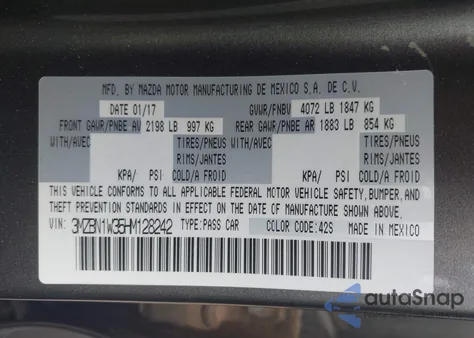 MFD. BY MAZDA MOTOR MANUFACTURING DE MEXICO S.A. DE C.V.
DATE 01/17 GVWR/PNBV 4072 LB 1847 KG
FRONT GAWR/PNBE AV 2198 LB 997 KG REAR GAWR/PNBE AR 1883 LB 854 KG
WITH/AVEC TIRES/PNEUS WITH/AVEC TIRES/PNEUS
RIMS/JANTES RIMS/JANTES
KPA/ PSI COLD/A FROID KPA/ PSI COLD/A FROID
THIS VEHICLE CONFORMS TO ALL APPLICABLE FEDERAL MOTOR VEHICLE SAFETY, BUMPER, AND
THEFT PREVENTION STANDARDS IN EFFECT ON THE DATE OF MANUFACTURE SHOWN ABOVE.
VIN: 3MZBN1W35HM128242 TYPE:PASS CAR COLOR CODE:42S MADE IN MEXICO
autoSnap